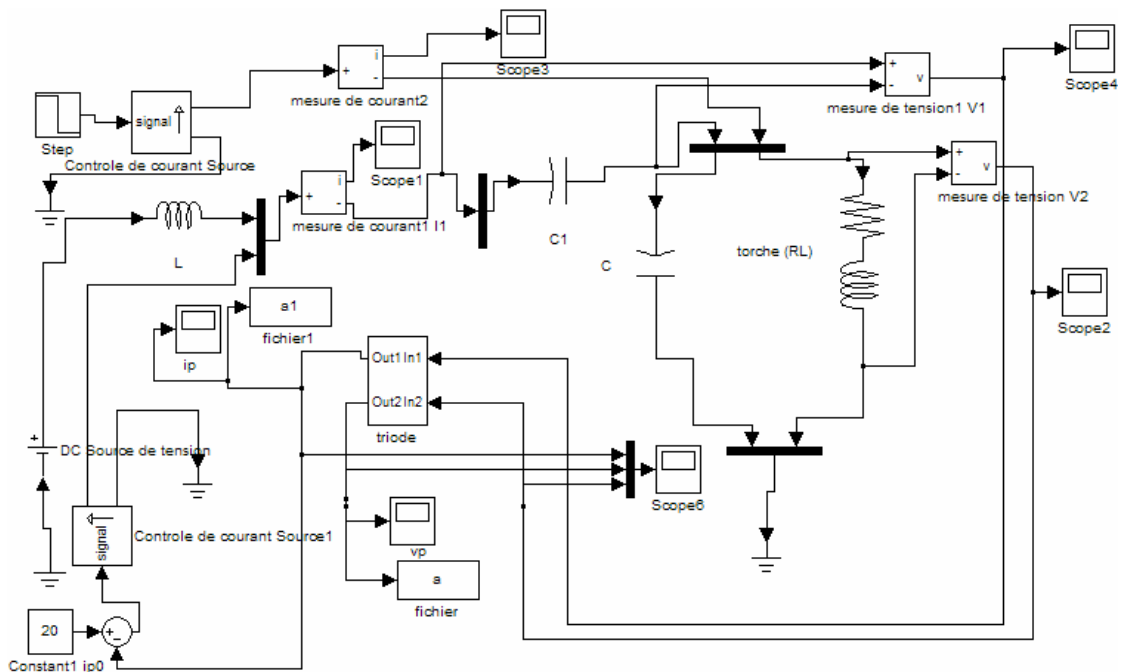 Step
signal
Controle de courant Source
+
i
-
mesure de courant2
Scope3
+
-
v
mesure de tension1 V1
Scope4
+
i
-
mesure de courant1 I1
Scope1
L
C1
C
torche (RL)
+
-
v
mesure de tension V2
Scope2
a1
fichier1
ip
Out1 In1
Out2 In2
triode
+
DC Source de tension
signal
Controle de courant Source1
vp
a
fichier
Scope6
20
Constant1 ip0
+
-